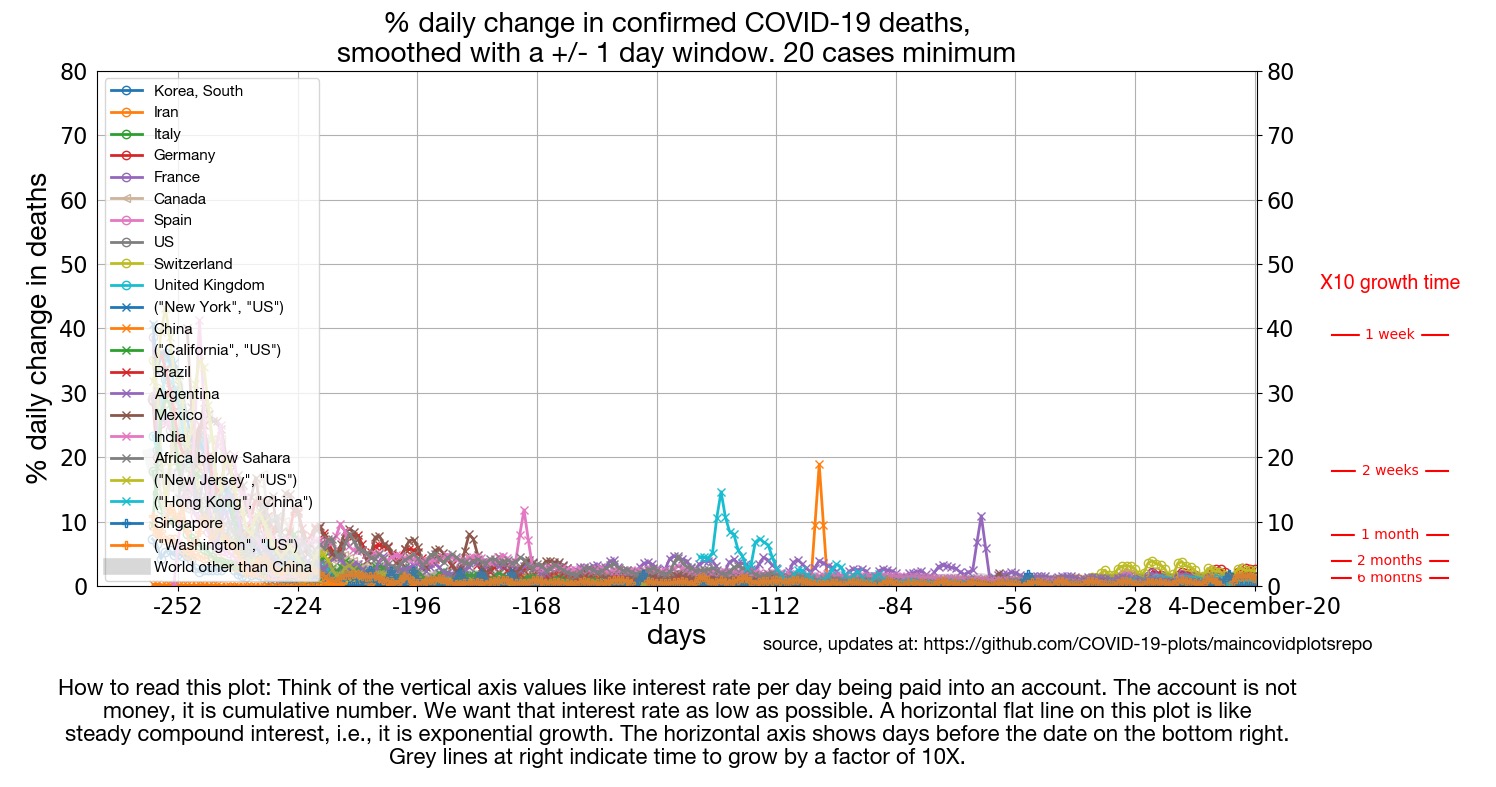 % daily change in confirmed COVID-19 deaths,
smoothed with a +/- 1 day window. 20 cases minimum
80
70
60
50
40
30
20
10
0
% daily change in deaths
Korea, South
Iran
Italy
Germany
France
Canada
Spain
US
Switzerland
United Kingdom
("New York", "US")
China
("California", "US")
Brazil
Argentina
Mexico
India
Africa below Sahara
("New Jersey", "US")
("Hong Kong", "China")
Singapore
("Washington", "US")
World other than China
80
70
60
50
40
30
20
10
0
X10 growth time
1 week
2 weeks
1 month
2 months
6 months
-252 -224 -196 -168 -140 -112 -84 -56 -28 4-December-20
days
source, updates at: https://github.com/COVID-19-plots/maincovidplotsrepo
How to read this plot: Think of the vertical axis values like interest rate per day being paid into an account. The account is not
money, it is cumulative number. We want that interest rate as low as possible. A horizontal flat line on this plot is like
steady compound interest, i.e., it is exponential growth. The horizontal axis shows days before the date on the bottom right.
Grey lines at right indicate time to grow by a factor of 10X.